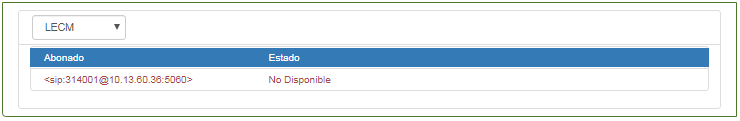 LECM
Abonado Estado
<sip:314001@10.13.60.36:5060> No Disponible